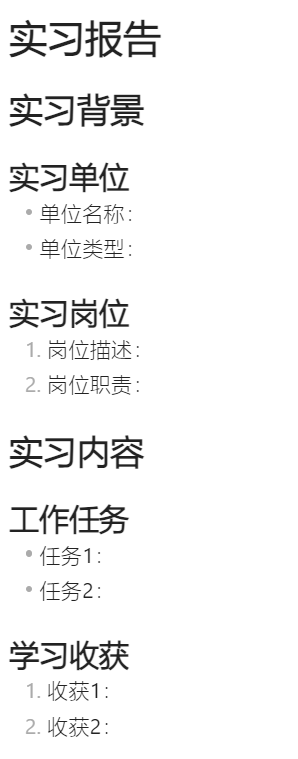 实习报告
实习背景
实习单位
• 单位名称：
• 单位类型：
实习岗位
1. 岗位描述：
2. 岗位职责：
实习内容
工作任务
• 任务1：
• 任务2：
学习收获
1. 收获1：
2. 收获2：